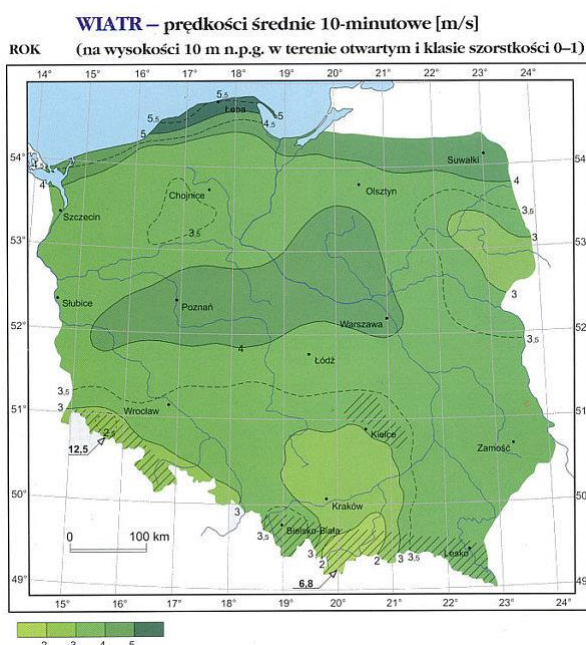 WIATR – prędkości średnie 10-minutowe [m/s]
ROK (na wysokości 10 m n.p.g. w terenie otwartym i klasie szorstkości 0–1)
14° 15° 16° 17° 18° 19° 20° 21° 22° 23° 24°
5,5
Łeba
5
5,5
4,5
5
4,5
54°
Suwałki
54
4
4
Chojnice
Olsztyn
3,5
Szczecin
3,5
53°
3
53°
3
Słubice
Poznań
3,5
52°
Warszawa
52°
4
Łódź
3,5
51°
3
Wrocław
51°
2,5
Kielce
12,5
Zamość
50°
3
Kraków
50°
0 100 km
3,5
Bielsko-Biała
Lesko
3
2
2
3
3,5
6,8
49°
49
15° 16° 17° 18° 19° 20° 21° 22° 23° 24°
2 3 4 5